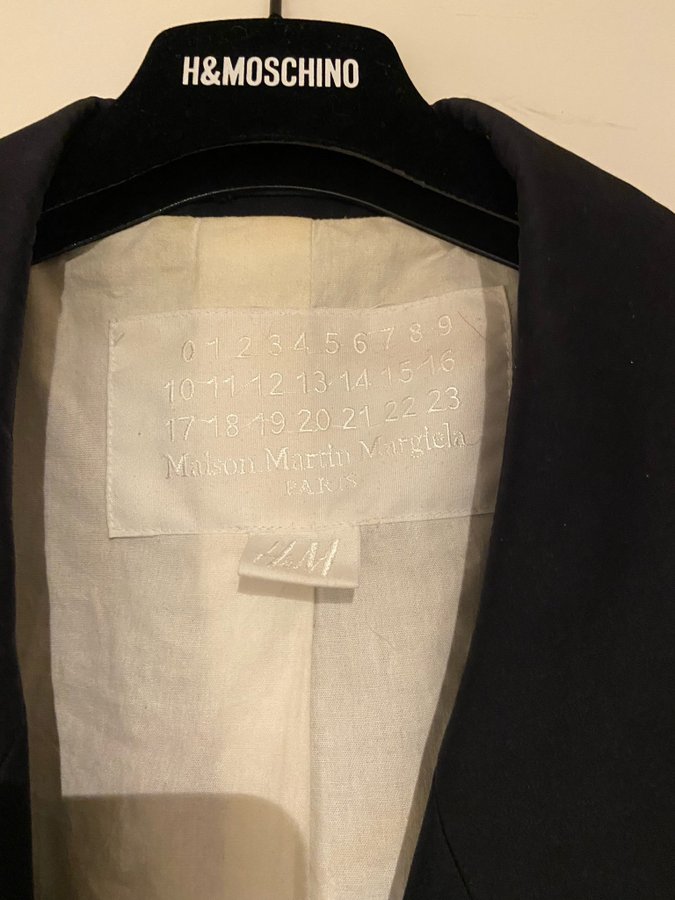 H&MOSCHINO
0 1 2 3 4 5 6 7 8 9
10 11 12 13 14 15 16
17 18 19 20 21 22 23
Maison Martin Margiela
PARIS
H&M